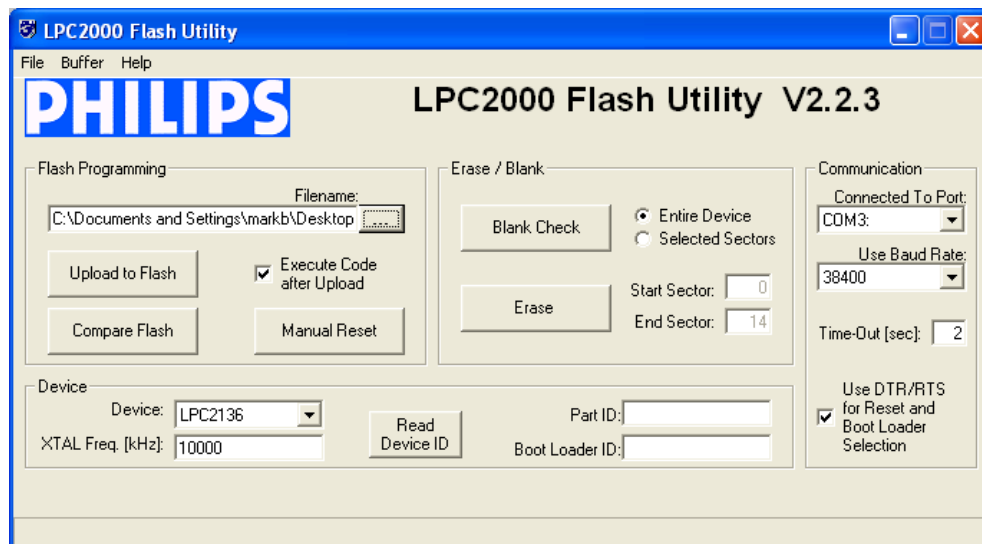 LPC2000 Flash Utility
File Buffer Help
PHILIPS
LPC2000 Flash Utility V2.2.3
Flash Programming
Filename:
C:\Documents and Settings\markb\Desktop
...
Upload to Flash
Execute Code
after Upload
Compare Flash
Manual Reset
Erase / Blank
Blank Check
Entire Device
Selected Sectors
Erase
Start Sector: 0
End Sector: 14
Communication
Connected To Port:
COM3:
Use Baud Rate:
38400
Time-Out [sec]: 2
Use DTR/RTS
for Reset and
Boot Loader
Selection
Device
Device: LPC2136
XTAL Freq. [kHz]: 10000
Read
Device ID
Part ID:
Boot Loader ID: